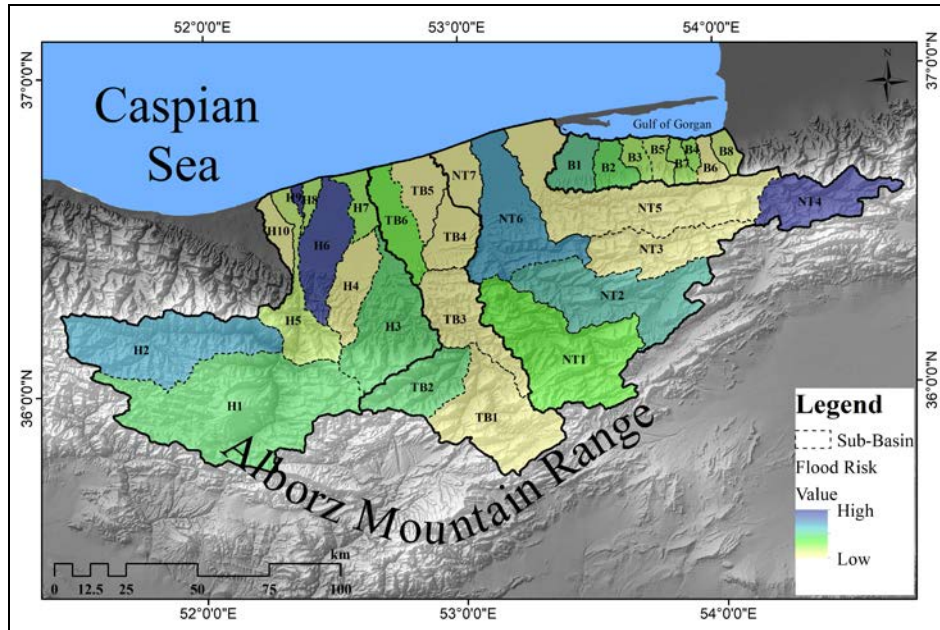 52°0'0"E
53°0'0"E
54°0'0"E
37°0'0"N
37°0'0"N
N
Caspian
Sea
Gulf of Gorgan
B1
B2
B3
B5
B4
B7
B6
B8
H9
H8
H7
H10
H6
TB6
TB5
NT7
TB4
NT6
NT5
NT4
NT3
H4
H5
H3
TB3
NT2
H2
NT1
H1
TB2
TB1
36°0'0"N
36°0'0"N
Alborz Mountain Range
Legend
Sub-Basin
Flood Risk
Value
High
Low
km
0 12.5 25 50 75 100
52°0'0"E
53°0'0"E
54°0'0"E